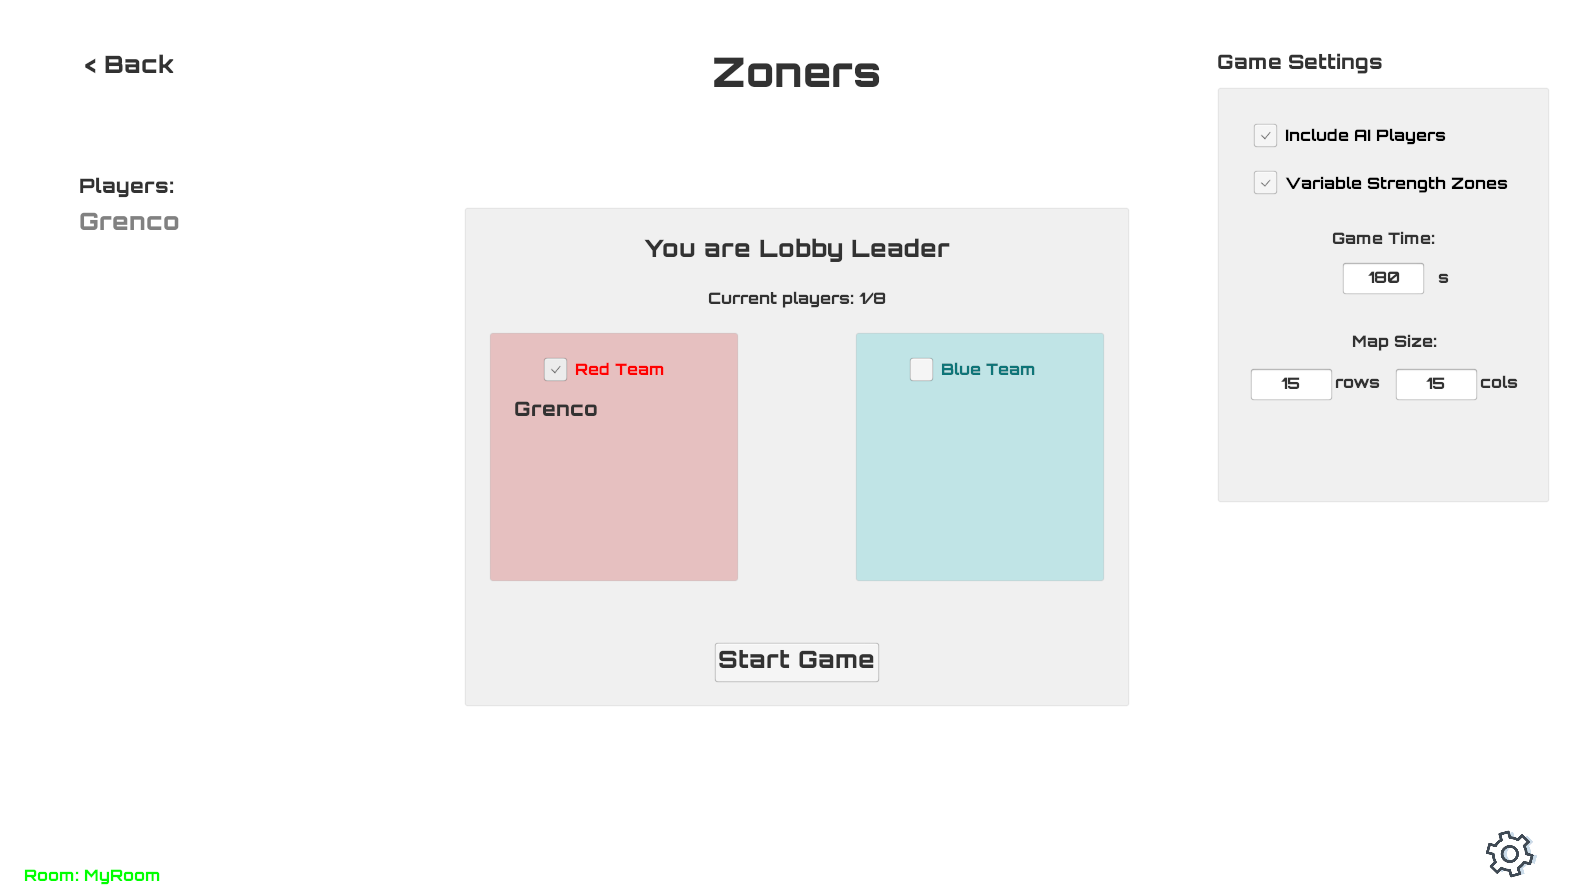 < Back
Zoners
Players:
Grenco
You are Lobby Leader
Current players: 1/8
Red Team
Grenco
Blue Team
Start Game
Game Settings
Include AI Players
Variable Strength Zones
Game Time:
180 s
Map Size:
15 rows 15 cols
Room: MyRoom